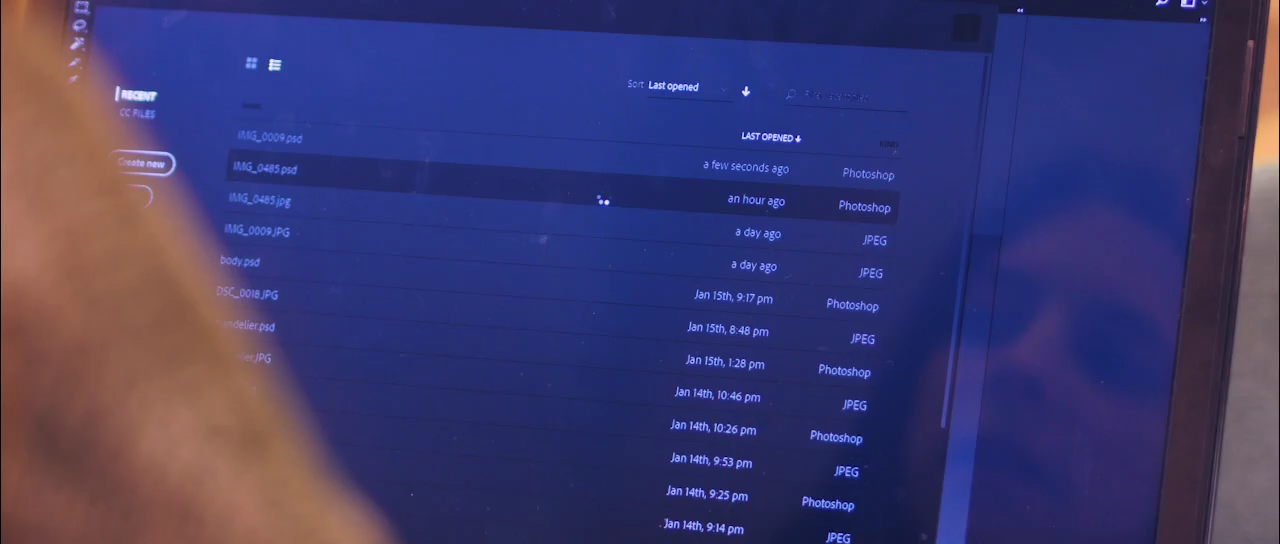 Sort Last opened
RECENT
CC FILES
LAST OPENED
Create new
IMG_0009.psd a few seconds ago Photoshop
IMG_0485.psd an hour ago Photoshop
IMG_0485.jpg a day ago JPEG
IMG_0009.JPG a day ago JPEG
body.psd Jan 15th, 9:17 pm Photoshop
DSC_0018.JPG Jan 15th, 8:48 pm JPEG
ndelier.psd Jan 15th, 1:28 pm Photoshop
lier.JPG Jan 14th, 10:46 pm JPEG
Jan 14th, 10:26 pm Photoshop
Jan 14th, 9:53 pm JPEG
Jan 14th, 9:25 pm Photoshop
Jan 14th, 9:14 pm JPEG